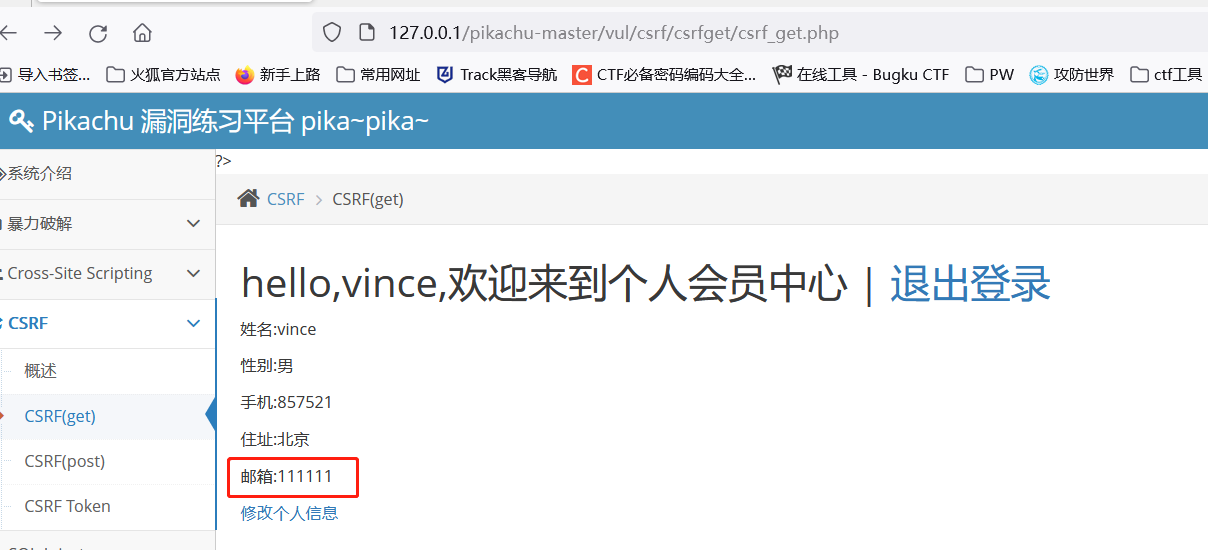 127.0.0.1/pikachu-master/vul/csrf/csrfget/csrf_get.php
导入书签... 火狐官方站点 新手上路 常用网址 Track黑客导航 CTF必备密码编码大全... 在线工具 - Bugku CTF PW 攻防世界 ctf工具
Pikachu 漏洞练习平台 pika~pika~
系统介绍
暴力破解
Cross-Site Scripting
CSRF
概述
CSRF(get)
CSRF(post)
CSRF Token
?>
CSRF > CSRF(get)
hello,vince,欢迎来到个人会员中心 | 退出登录
姓名:vince
性别:男
手机:857521
住址:北京
邮箱:111111
修改个人信息